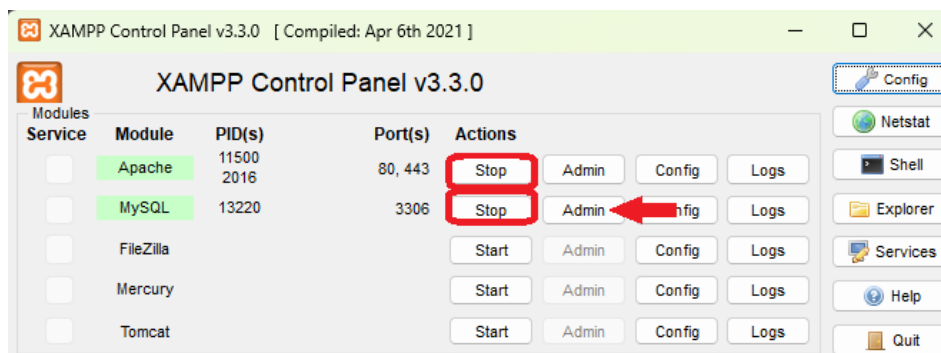 XAMPP Control Panel v3.3.0 [ Compiled: Apr 6th 2021 ]
XAMPP Control Panel v3.3.0
Config
Modules
Service Module PID(s) Port(s) Actions
Netstat
Apache 11500 2016 80, 443 Stop Admin Config Logs
Shell
MySQL 13220 3306 Stop Admin nfig Logs
Explorer
FileZilla Start Admin Config Logs
Services
Mercury Start Admin Config Logs
Help
Tomcat Start Admin Config Logs
Quit